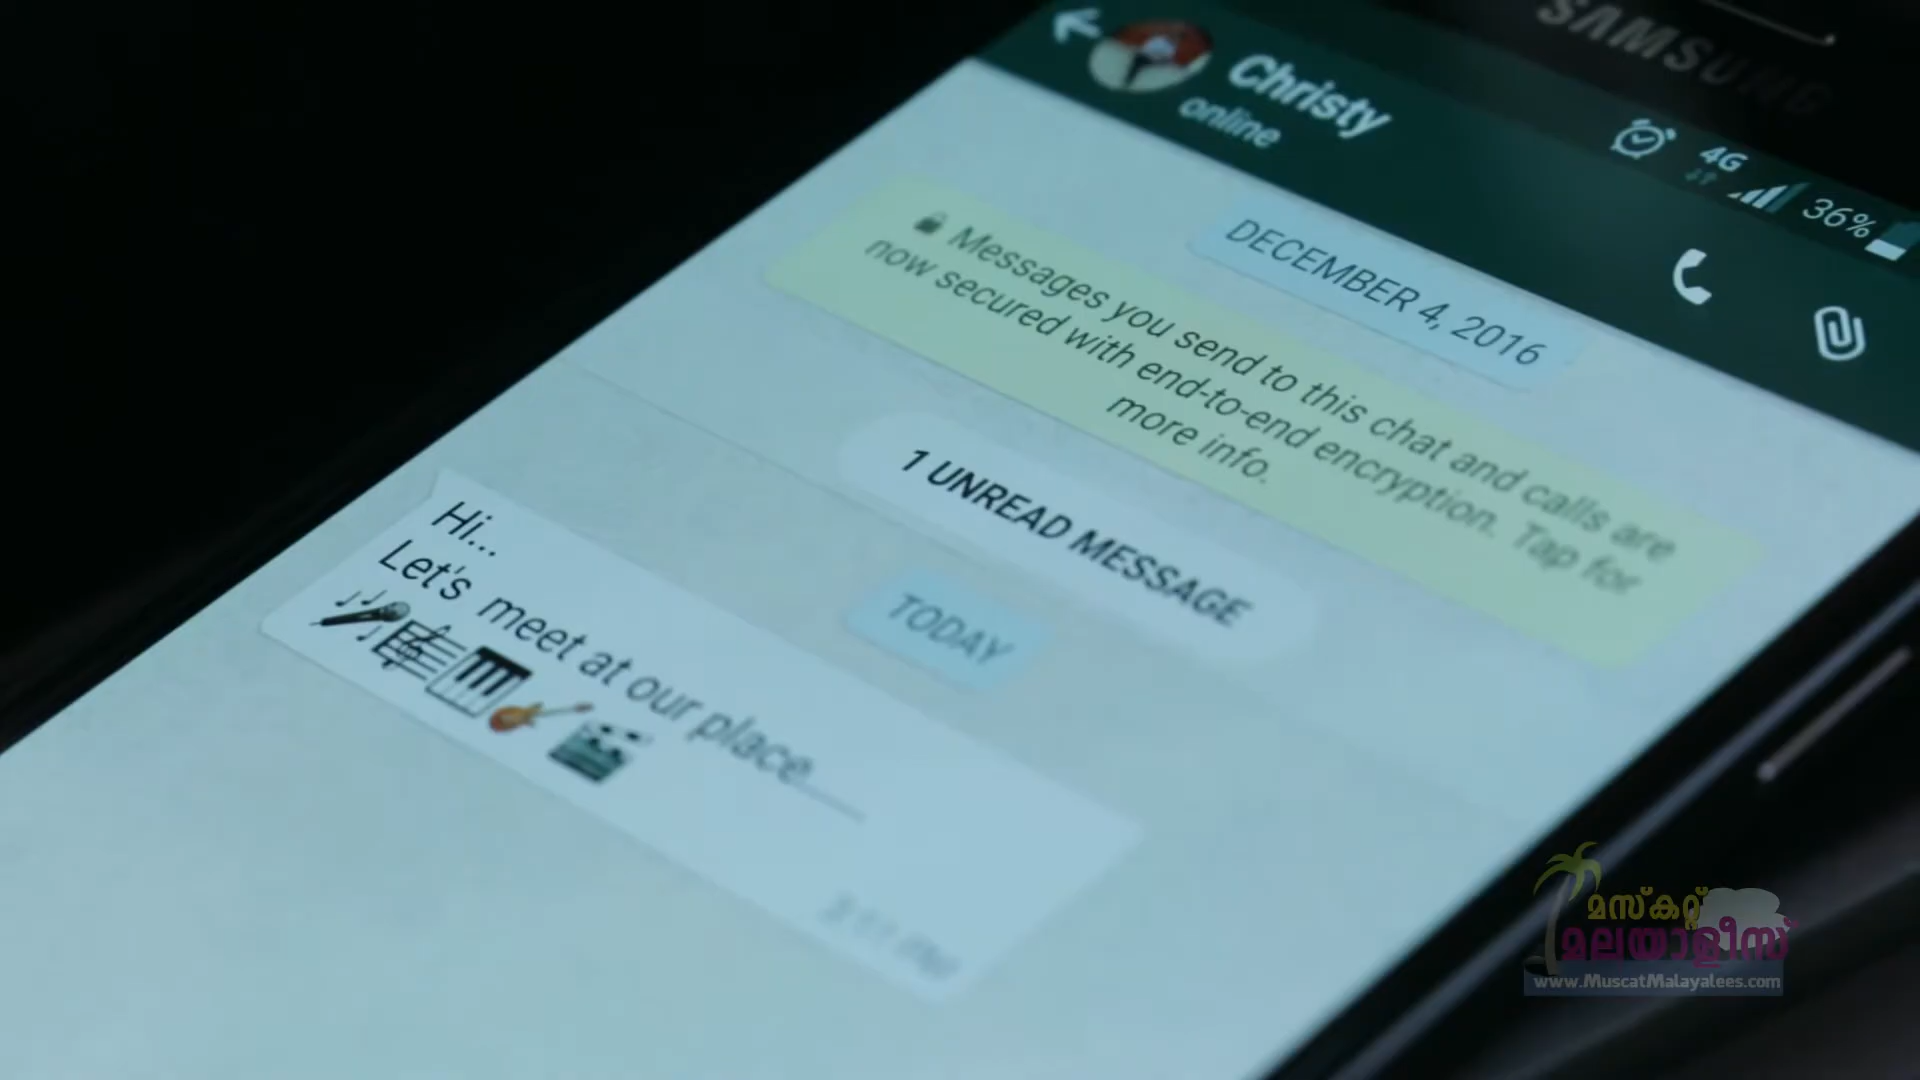 SAMSUNG
4G
36%
Christy
online
DECEMBER 4, 2016
Messages you send to this chat and calls are
now secured with end-to-end encryption. Tap for
more info.
1 UNREAD MESSAGE
TODAY
Hi...
Let's meet at our place.....
മസ്കറ്റ്
മലയാളീസ്
www.MuscatMalayalees.com